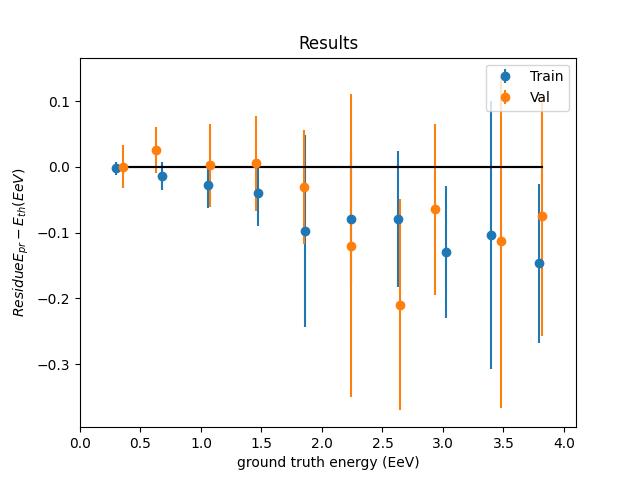 Results
Train
Val
0.1
0.0
−0.1
−0.2
−0.3
ResidueE_{pr} − E_{th}(EeV)
0.0 0.5 1.0 1.5 2.0 2.5 3.0 3.5 4.0
ground truth energy (EeV)